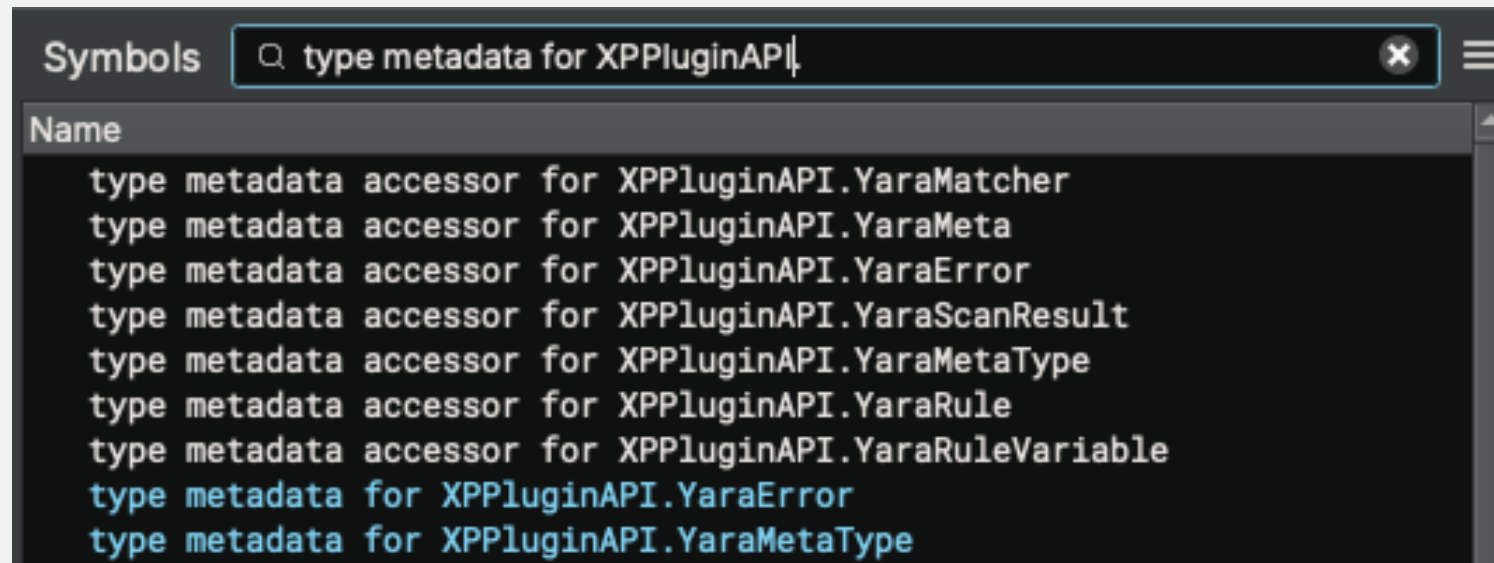 Symbols type metadata for XPPluginAPI.
Name
type metadata accessor for XPPluginAPI.YaraMatcher
type metadata accessor for XPPluginAPI.YaraMeta
type metadata accessor for XPPluginAPI.YaraError
type metadata accessor for XPPluginAPI.YaraScanResult
type metadata accessor for XPPluginAPI.YaraMetaType
type metadata accessor for XPPluginAPI.YaraRule
type metadata accessor for XPPluginAPI.YaraRuleVariable
type metadata for XPPluginAPI.YaraError
type metadata for XPPluginAPI.YaraMetaType